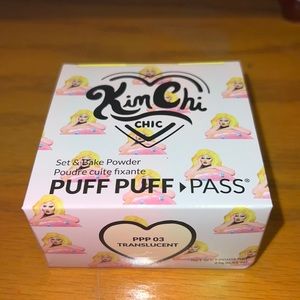 KimChi
CHIC
Set & Bake Powder
Poudre cuite fixante
PUFF PUFF ▸ PASS®
PPP 03
TRANSLUCENT